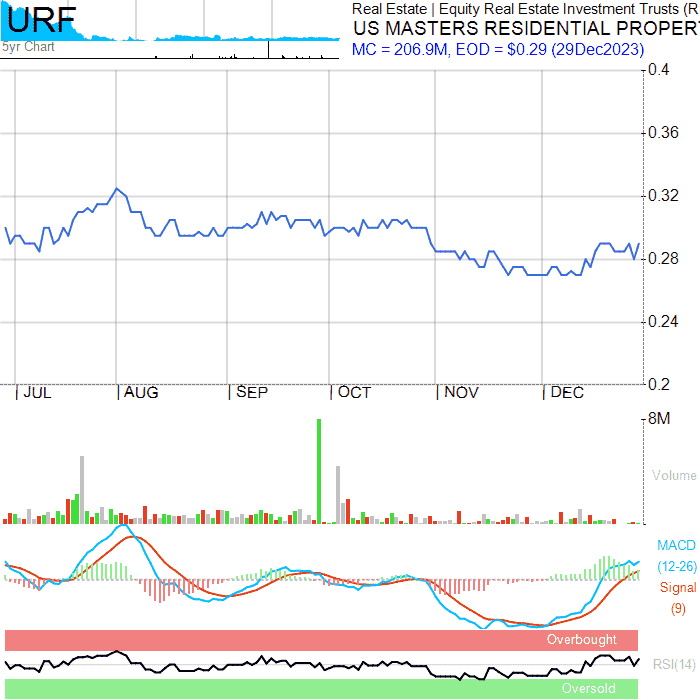 URF
5yr Chart
Real Estate | Equity Real Estate Investment Trusts (R
US MASTERS RESIDENTIAL PROPER
MC = 206.9M, EOD = $0.29 (29Dec2023)
0.4
0.36
0.32
0.28
0.24
0.2
| JUL | AUG | SEP | OCT | NOV | DEC
8M
Volume
MACD
(12-26)
Signal
(9)
Overbought
RSI(14)
Oversold